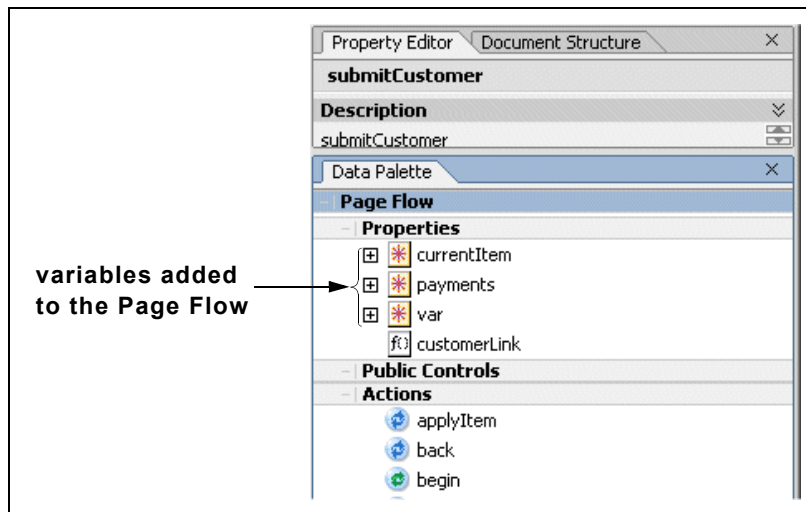 Property Editor Document Structure
submitCustomer
Description
submitCustomer
Data Palette
Page Flow
Properties
currentItem
payments
var
f() customerLink
Public Controls
Actions
applyItem
back
begin
variables added
to the Page Flow